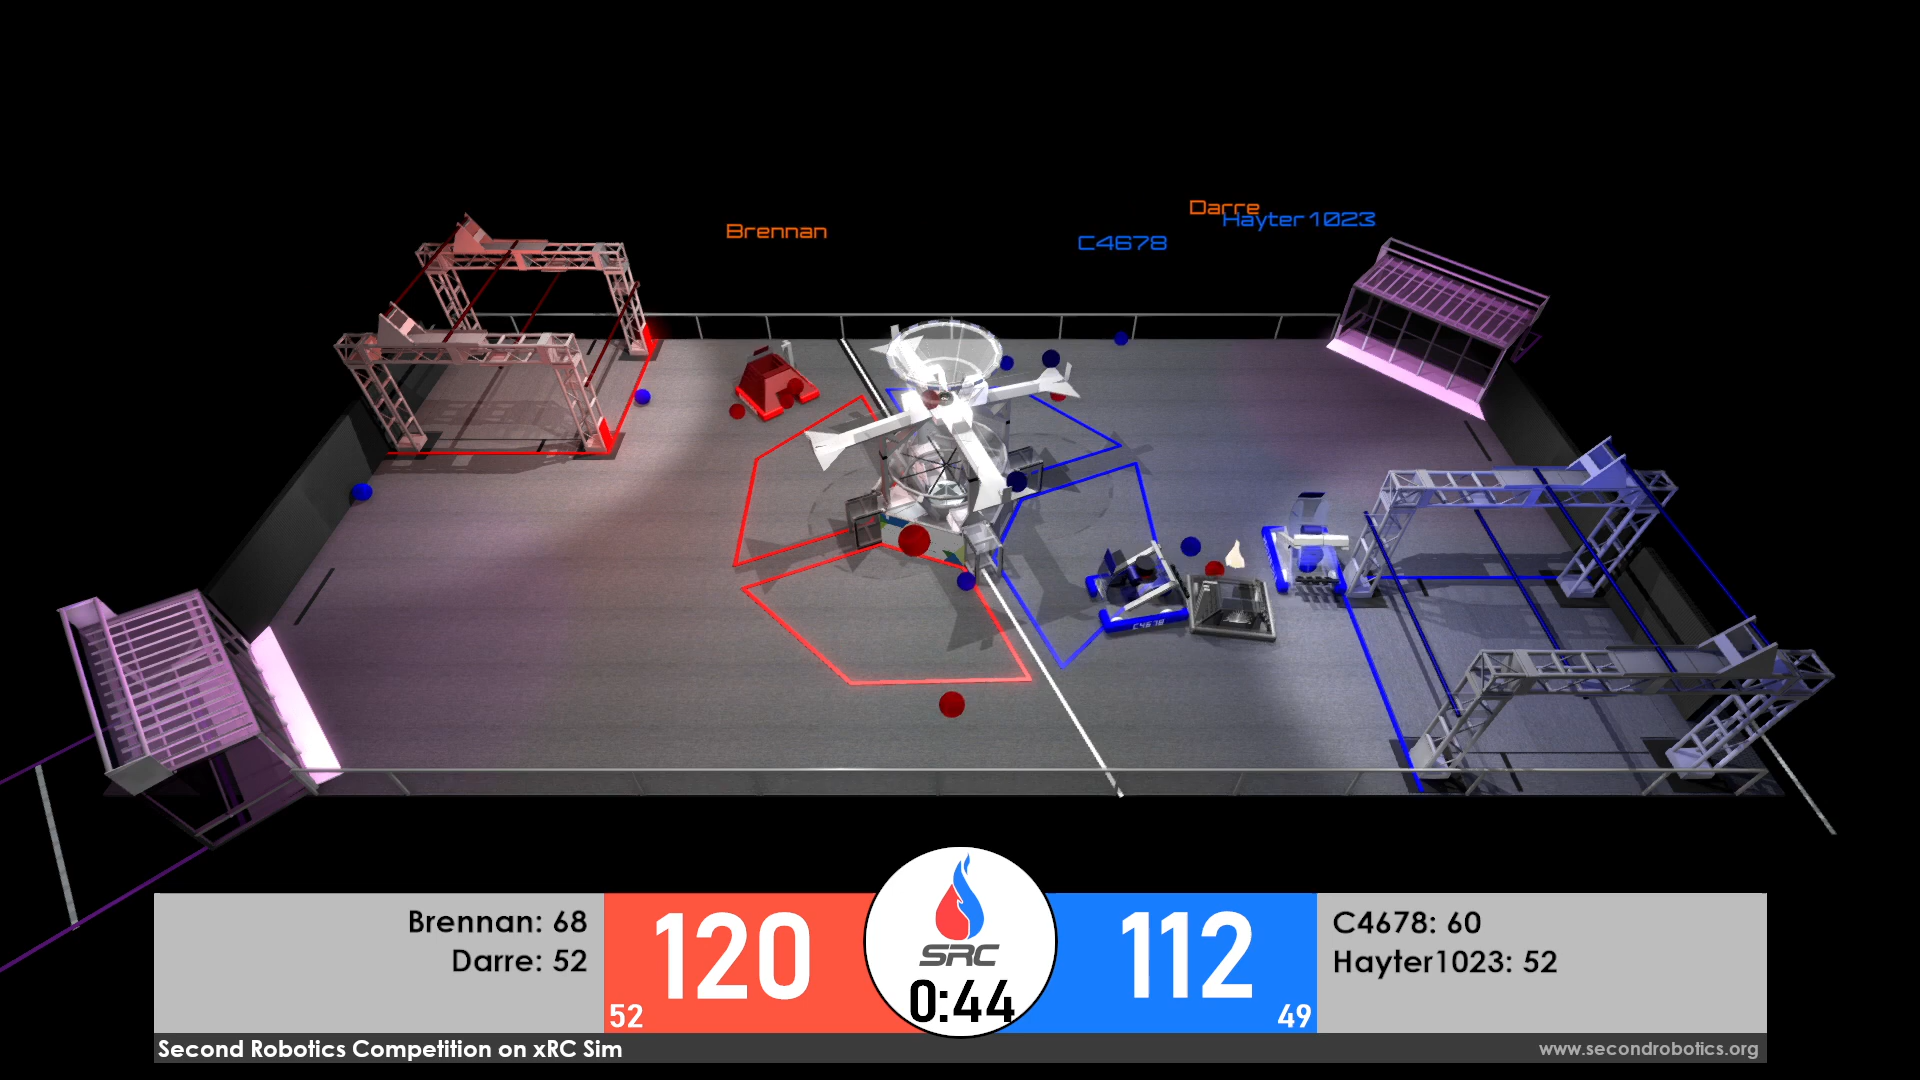 Darre
Hayter1023
Brennan
C4678
C4678
Brennan: 68
Darre: 52
120
52
SRC
0:44
112
49
C4678: 60
Hayter1023: 52
Second Robotics Competition on xRC Sim
www.secondrobotics.org